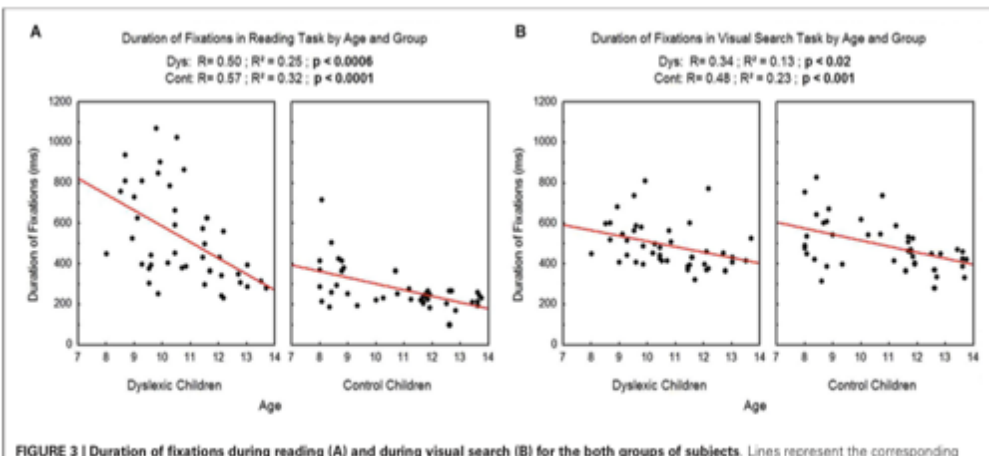 A
Duration of Fixations in Reading Task by Age and Group
Dys: R= 0.50 ; R² = 0.25 ; p < 0.0006
Cont: R= 0.57 ; R² = 0.32 ; p < 0.0001
Duration of Fixations (ms)
1200
1000
800
600
400
200
0
7 8 9 10 11 12 13 14
7 8 9 10 11 12 13 14
Dyslexic Children
Control Children
Age
B
Duration of Fixations in Visual Search Task by Age and Group
Dys: R= 0.34 ; R² = 0.13 ; p < 0.02
Cont: R= 0.48 ; R² = 0.23 ; p < 0.001
Duration of Fixations (ms)
1200
1000
800
600
400
200
0
7 8 9 10 11 12 13 14
7 8 9 10 11 12 13 14
Dyslexic Children
Control Children
Age
FIGURE 3 | Duration of fixations during reading (A) and during visual search (B) for the both groups of subjects. Lines represent the corresponding